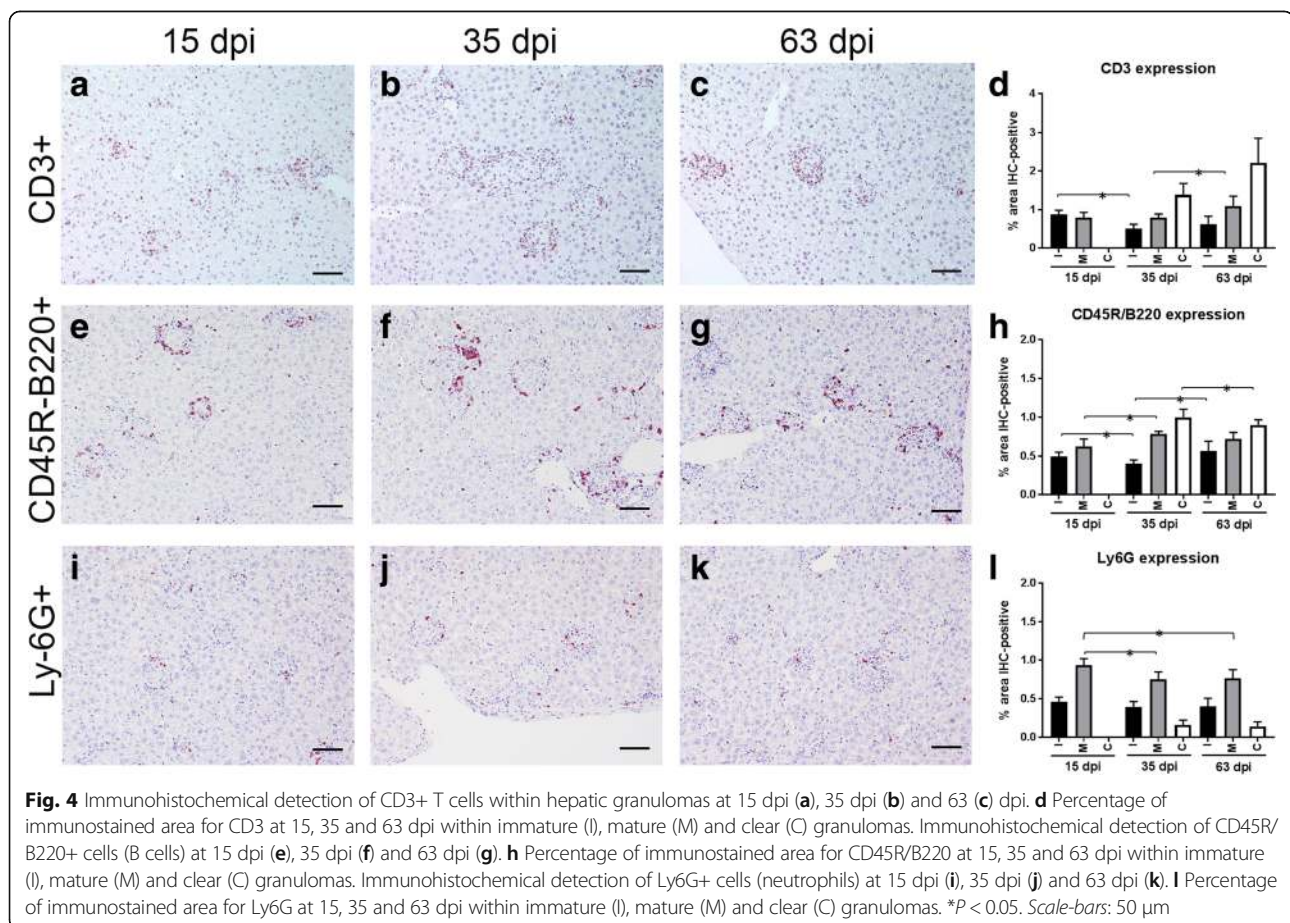 15 dpi 35 dpi 63 dpi
CD3+
a
b
c
d
CD3 expression
% area IHC-positive
4
3
2
1
0
*
*
I M C I M C I M C
15 dpi 35 dpi 63 dpi
CD45R-B220+
e
f
g
h
CD45R/B220 expression
% area IHC-positive
2.0
1.5
1.0
0.5
0.0
*
*
*
*
I M C I M C I M C
15 dpi 35 dpi 63 dpi
Ly-6G+
i
j
k
l
Ly6G expression
% area IHC-positive
2.0
1.5
1.0
0.5
0.0
*
*
I M C I M C I M C
15 dpi 35 dpi 63 dpi
Fig. 4 Immunohistochemical detection of CD3+ T cells within hepatic granulomas at 15 dpi (a), 35 dpi (b) and 63 (c) dpi. d Percentage of
immunostained area for CD3 at 15, 35 and 63 dpi within immature (I), mature (M) and clear (C) granulomas. Immunohistochemical detection of CD45R/
B220+ cells (B cells) at 15 dpi (e), 35 dpi (f) and 63 dpi (g). h Percentage of immunostained area for CD45R/B220 at 15, 35 and 63 dpi within immature
(I), mature (M) and clear (C) granulomas. Immunohistochemical detection of Ly6G+ cells (neutrophils) at 15 dpi (i), 35 dpi (j) and 63 dpi (k). l Percentage
of immunostained area for Ly6G at 15, 35 and 63 dpi within immature (I), mature (M) and clear (C) granulomas. *P < 0.05. Scale-bars: 50 μm